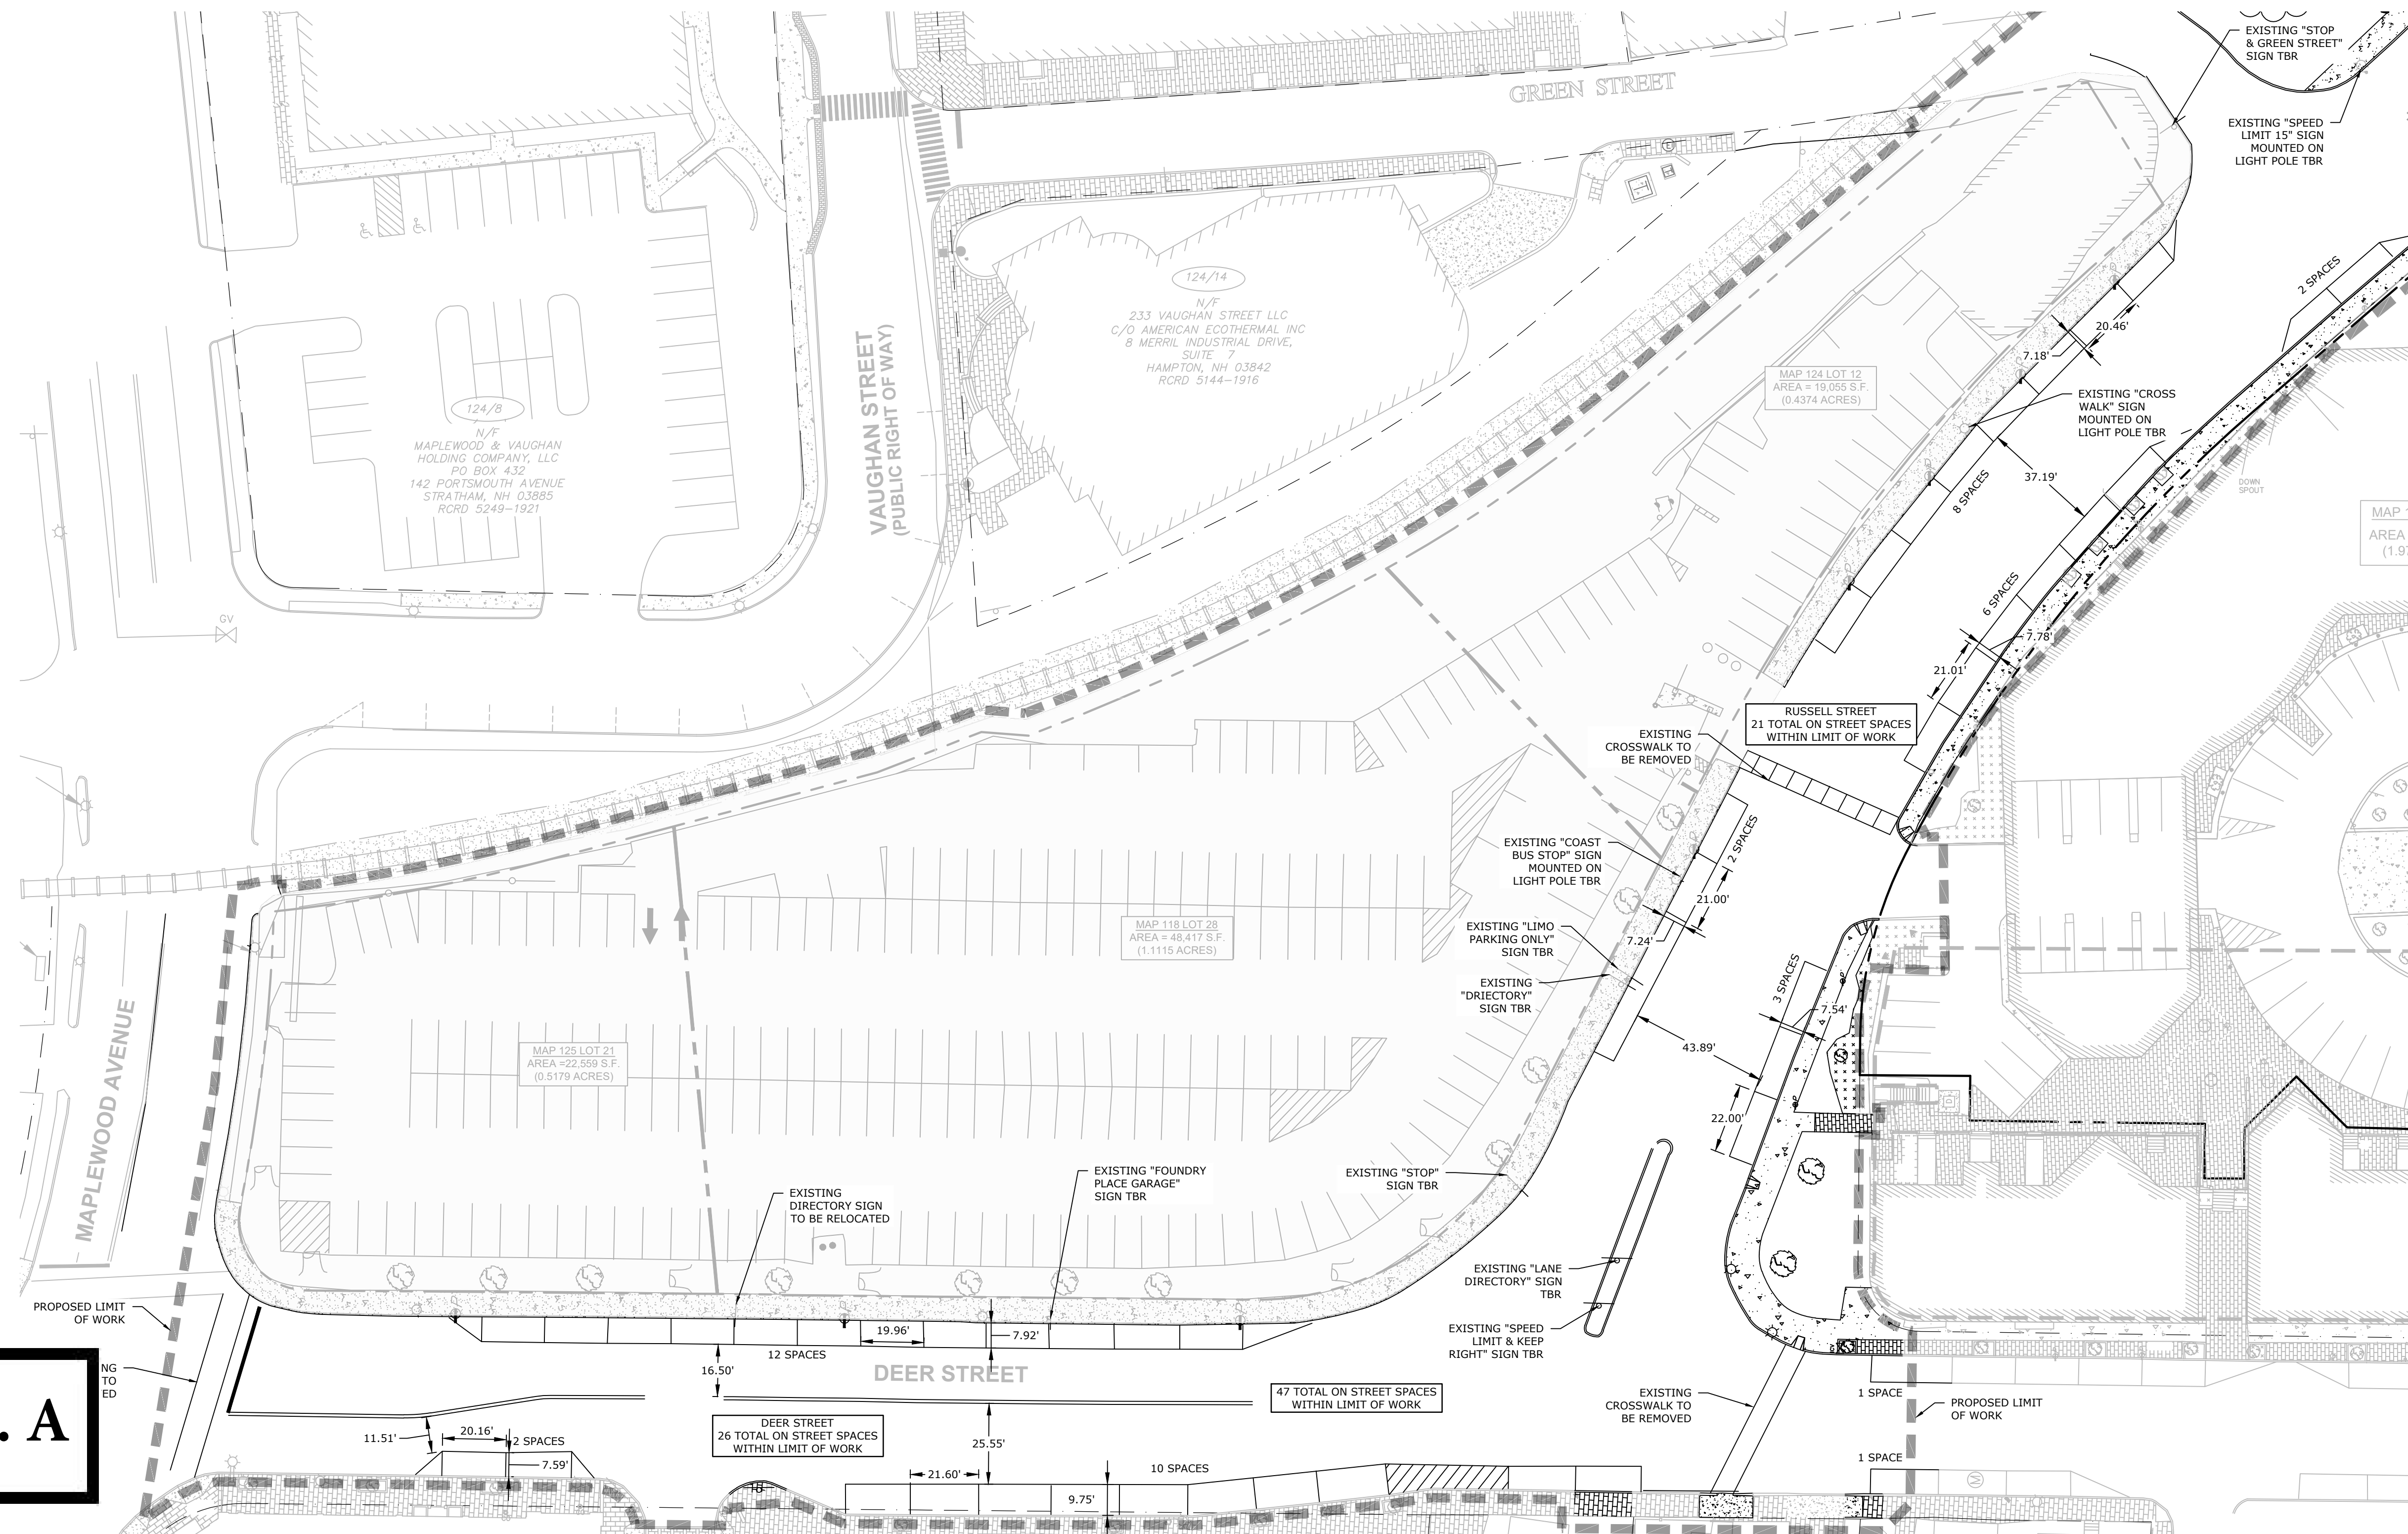 EXISTING "STOP
& GREEN STREET"
SIGN TBR
GREEN STREET
EXISTING "SPEED
LIMIT 15" SIGN
MOUNTED ON
LIGHT POLE TBR
124/14
N/F
233 VAUGHAN STREET LLC
C/O AMERICAN ECOTHERMAL INC
8 MERRIL INDUSTRIAL DRIVE,
SUITE 7
HAMPTON, NH 03842
RCRD 5144-1916
2 SPACES
20.46'
7.18'
VAUGHAN STREET
(PUBLIC RIGHT OF WAY)
124/8
N/F
MAPLEWOOD & VAUGHAN
HOLDING COMPANY, LLC
PO BOX 432
142 PORTSMOUTH AVENUE
STRATHAM, NH 03885
RCRD 5249-1921
MAP 124 LOT 12
AREA = 19,055 S.F.
(0.4374 ACRES)
EXISTING "CROSS
WALK" SIGN
MOUNTED ON
LIGHT POLE TBR
37.19'
8 SPACES
DOWN
SPOUT
MAP 1
AREA
(1.9
6 SPACES
7.78'
21.01'
GV
RUSSELL STREET
21 TOTAL ON STREET SPACES
WITHIN LIMIT OF WORK
EXISTING
CROSSWALK TO
BE REMOVED
2 SPACES
EXISTING "COAST
BUS STOP" SIGN
MOUNTED ON
LIGHT POLE TBR
21.00'
7.24'
MAP 118 LOT 28
AREA = 48,417 S.F.
(1.1115 ACRES)
EXISTING "LIMO
PARKING ONLY"
SIGN TBR
EXISTING
"DRIECTORY"
SIGN TBR
3 SPACES
7.54'
43.89'
22.00'
MAPLEWOOD AVENUE
MAP 125 LOT 21
AREA =22,559 S.F.
(0.5179 ACRES)
EXISTING
DIRECTORY SIGN
TO BE RELOCATED
EXISTING "FOUNDRY
PLACE GARAGE"
SIGN TBR
EXISTING "STOP"
SIGN TBR
EXISTING "LANE
DIRECTORY" SIGN
TBR
EXISTING "SPEED
LIMIT & KEEP
RIGHT" SIGN TBR
PROPOSED LIMIT
OF WORK
NG
TO
ED
. A
19.96'
7.92'
12 SPACES
16.50'
DEER STREET
47 TOTAL ON STREET SPACES
WITHIN LIMIT OF WORK
DEER STREET
26 TOTAL ON STREET SPACES
WITHIN LIMIT OF WORK
11.51'
20.16'
2 SPACES
7.59'
25.55'
21.60'
9.75'
10 SPACES
EXISTING
CROSSWALK TO
BE REMOVED
1 SPACE
PROPOSED LIMIT
OF WORK
1 SPACE